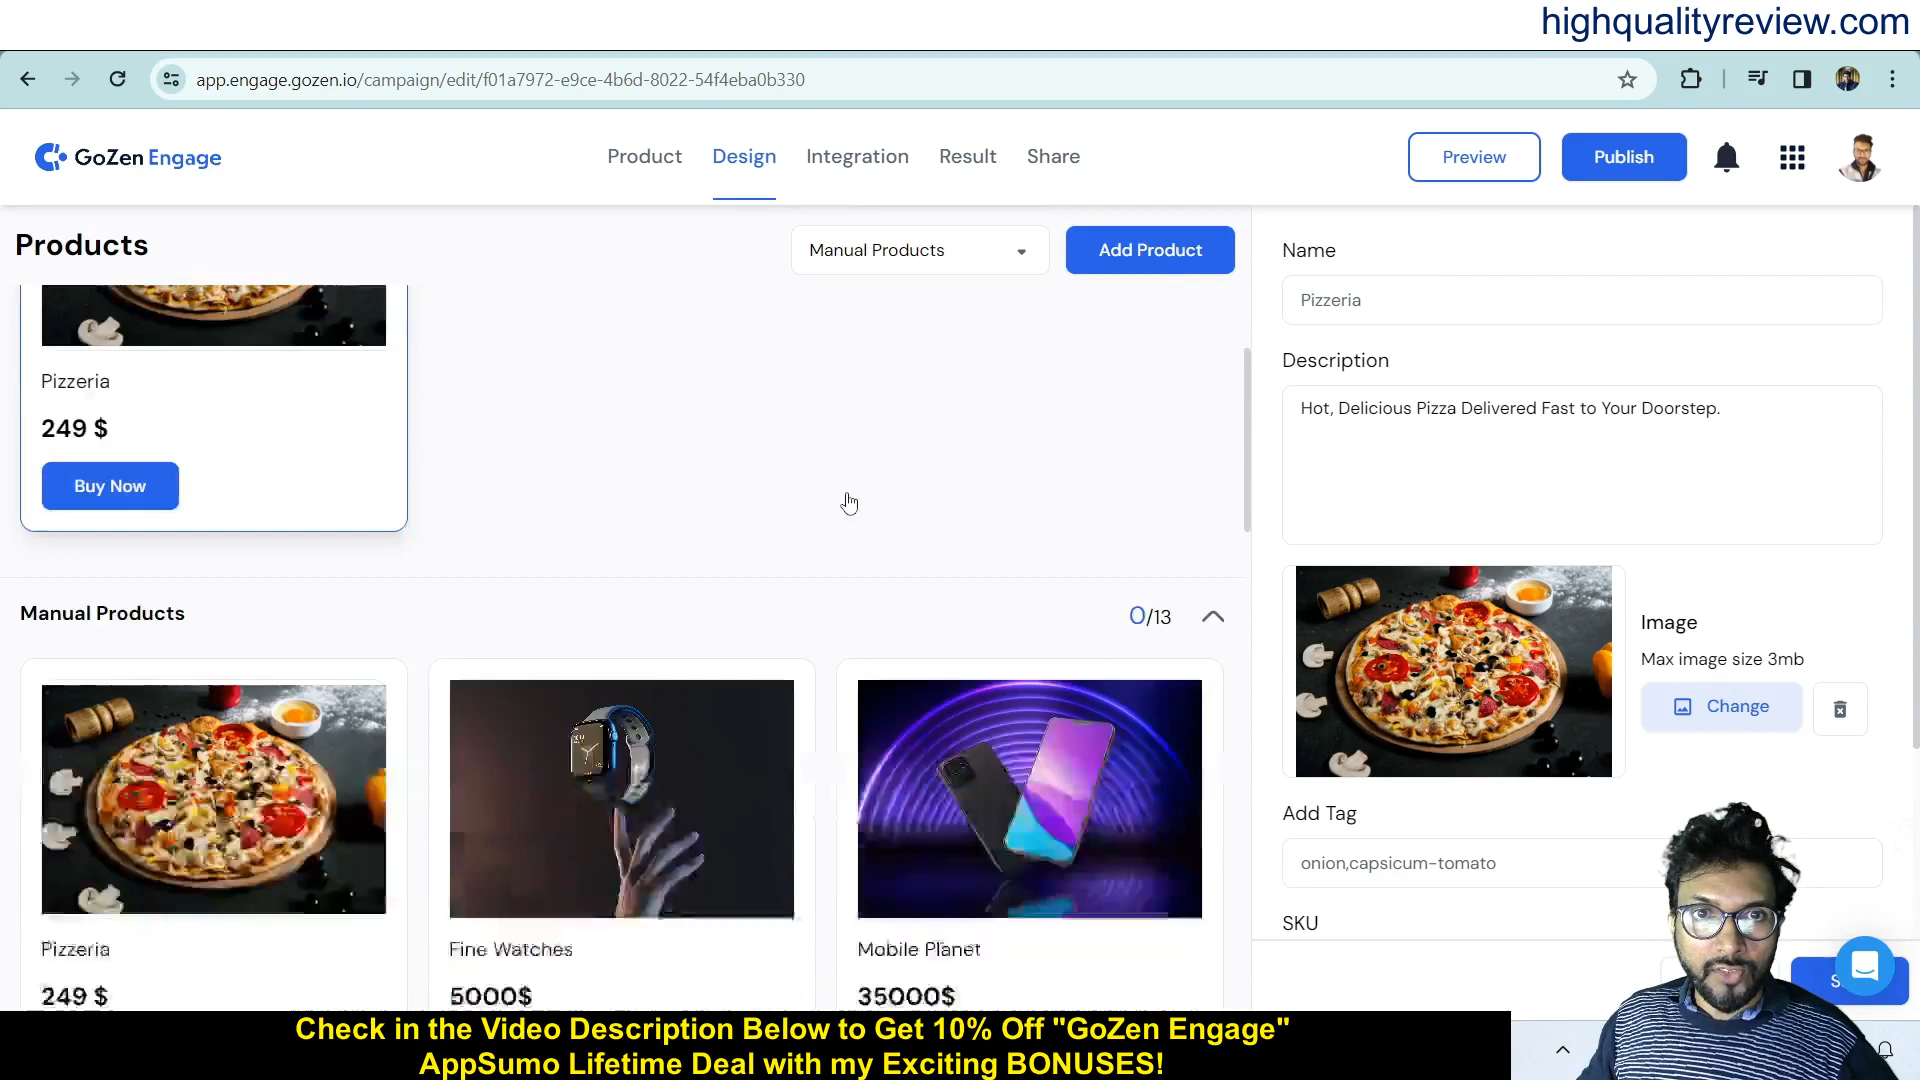 highqualityreview.com
app.engage.gozen.io/campaign/edit/f01a7972-e9ce-4b6d-8022-54f4eba0b330
GoZen Engage
Product Design Integration Result Share
Preview
Publish
Products
Manual Products
Add Product
Pizzeria
249 $
Buy Now
Manual Products
0/13
Pizzeria
249 $
Fine Watches
5000$
Mobile Planet
35000$
Name
Pizzeria
Description
Hot, Delicious Pizza Delivered Fast to Your Doorstep.
Image
Max image size 3mb
Change
Add Tag
onion,capsicum-tomato
SKU
Check in the Video Description Below to Get 10% Off "GoZen Engage"
AppSumo Lifetime Deal with my Exciting BONUSES!